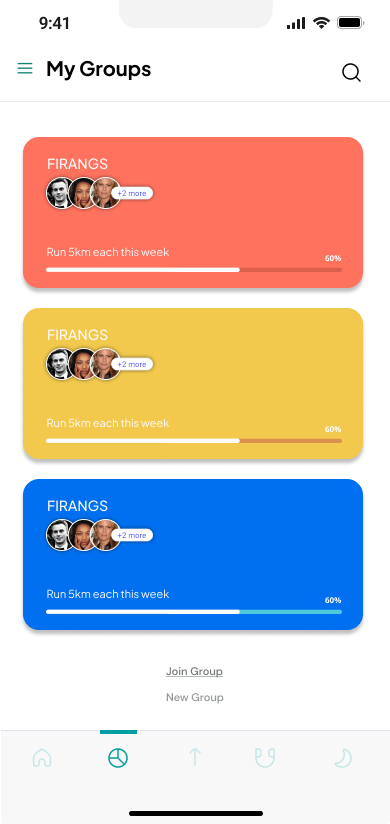 9:41
My Groups
FIRANGS
+2 more
Run 5km each this week
60%
FIRANGS
+2 more
Run 5km each this week
60%
FIRANGS
+2 more
Run 5km each this week
60%
Join Group
New Group